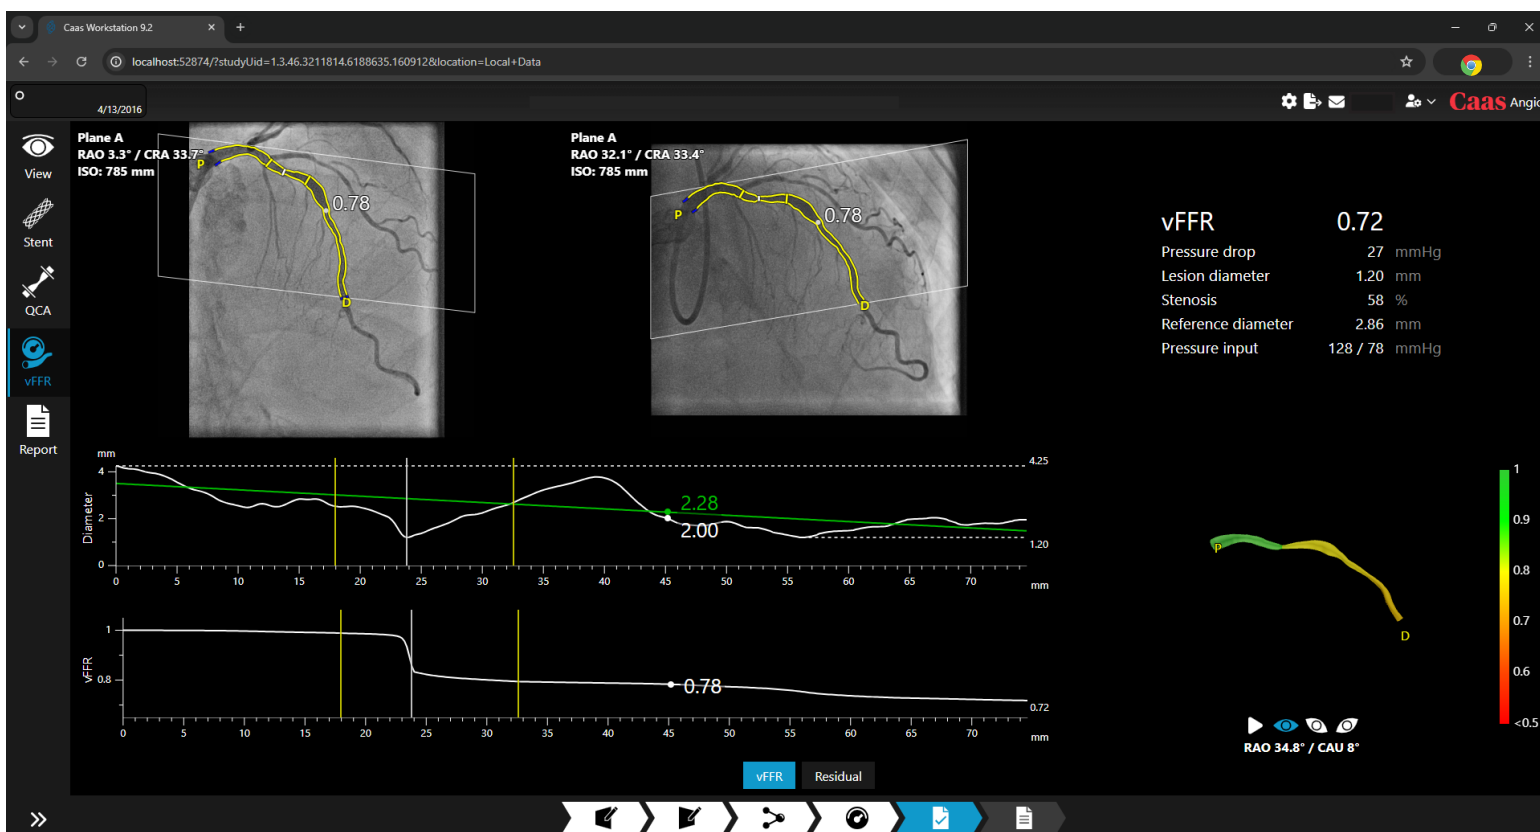 Caas Workstation 9.2
localhost:52874/?studyUid=1.3.46.3211814.6188635.160912&location=Local+Data
4/13/2016
Caas Angio
View
Stent
QCA
vFFR
Report
Plane A
RAO 3.3° / CRA 33.7°
ISO: 785 mm
P
0.78
D
Plane A
RAO 32.1° / CRA 33.4°
ISO: 785 mm
P
0.78
D
vFFR 0.72
Pressure drop 27 mmHg
Lesion diameter 1.20 mm
Stenosis 58 %
Reference diameter 2.86 mm
Pressure input 128 / 78 mmHg
mm
4
2
0
Diameter
4.25
2.28
2.00
1.20
0 5 10 15 20 25 30 35 40 45 50 55 60 65 70 mm
1
0.8
vFFR
0.78
0.72
0 5 10 15 20 25 30 35 40 45 50 55 60 65 70 mm
P
D
1
0.9
0.8
0.7
0.6
<0.5
RAO 34.8° / CAU 8°
vFFR Residual